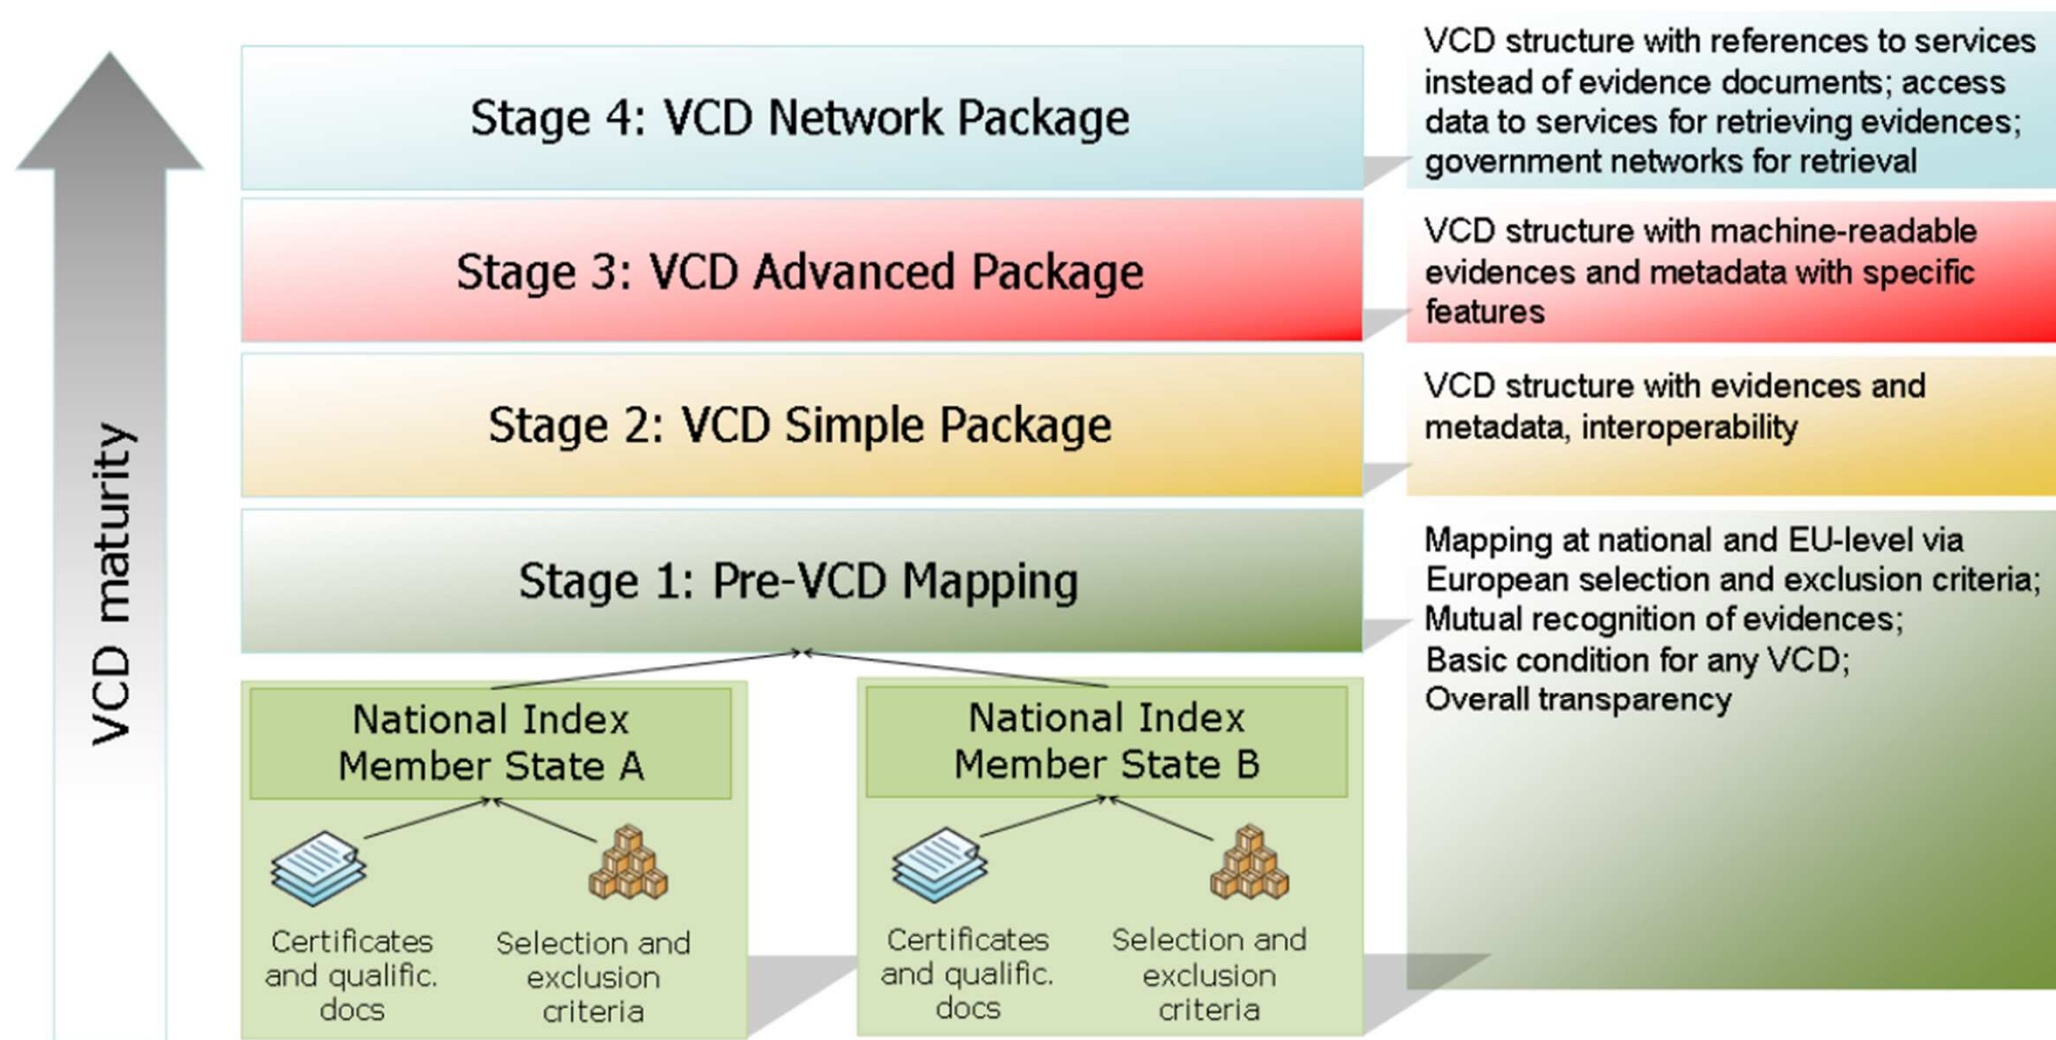 VCD maturity
Stage 4: VCD Network Package
VCD structure with references to services
instead of evidence documents; access
data to services for retrieving evidences;
government networks for retrieval
Stage 3: VCD Advanced Package
VCD structure with machine-readable
evidences and metadata with specific
features
Stage 2: VCD Simple Package
VCD structure with evidences and
metadata, interoperability
Stage 1: Pre-VCD Mapping
Mapping at national and EU-level via
European selection and exclusion criteria;
Mutual recognition of evidences;
Basic condition for any VCD;
Overall transparency
National Index
Member State A
Certificates
and qualific.
docs
Selection and
exclusion
criteria
National Index
Member State B
Certificates
and qualific.
docs
Selection and
exclusion
criteria